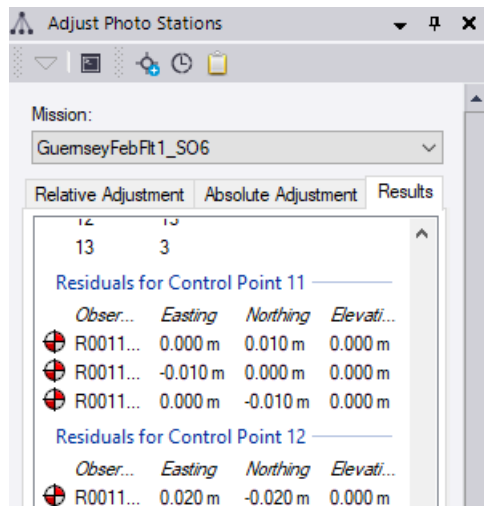 Adjust Photo Stations
Mission:
GuernseyFebFlt1_SO6
Relative Adjustment Absolute Adjustment Results
12 13
13 3
Residuals for Control Point 11
Obser... Easting Northing Elevati...
R0011... 0.000 m 0.010 m 0.000 m
R0011... -0.010 m 0.000 m 0.000 m
R0011... 0.000 m -0.010 m 0.000 m
Residuals for Control Point 12
Obser... Easting Northing Elevati...
R0011... 0.020 m -0.020 m 0.000 m